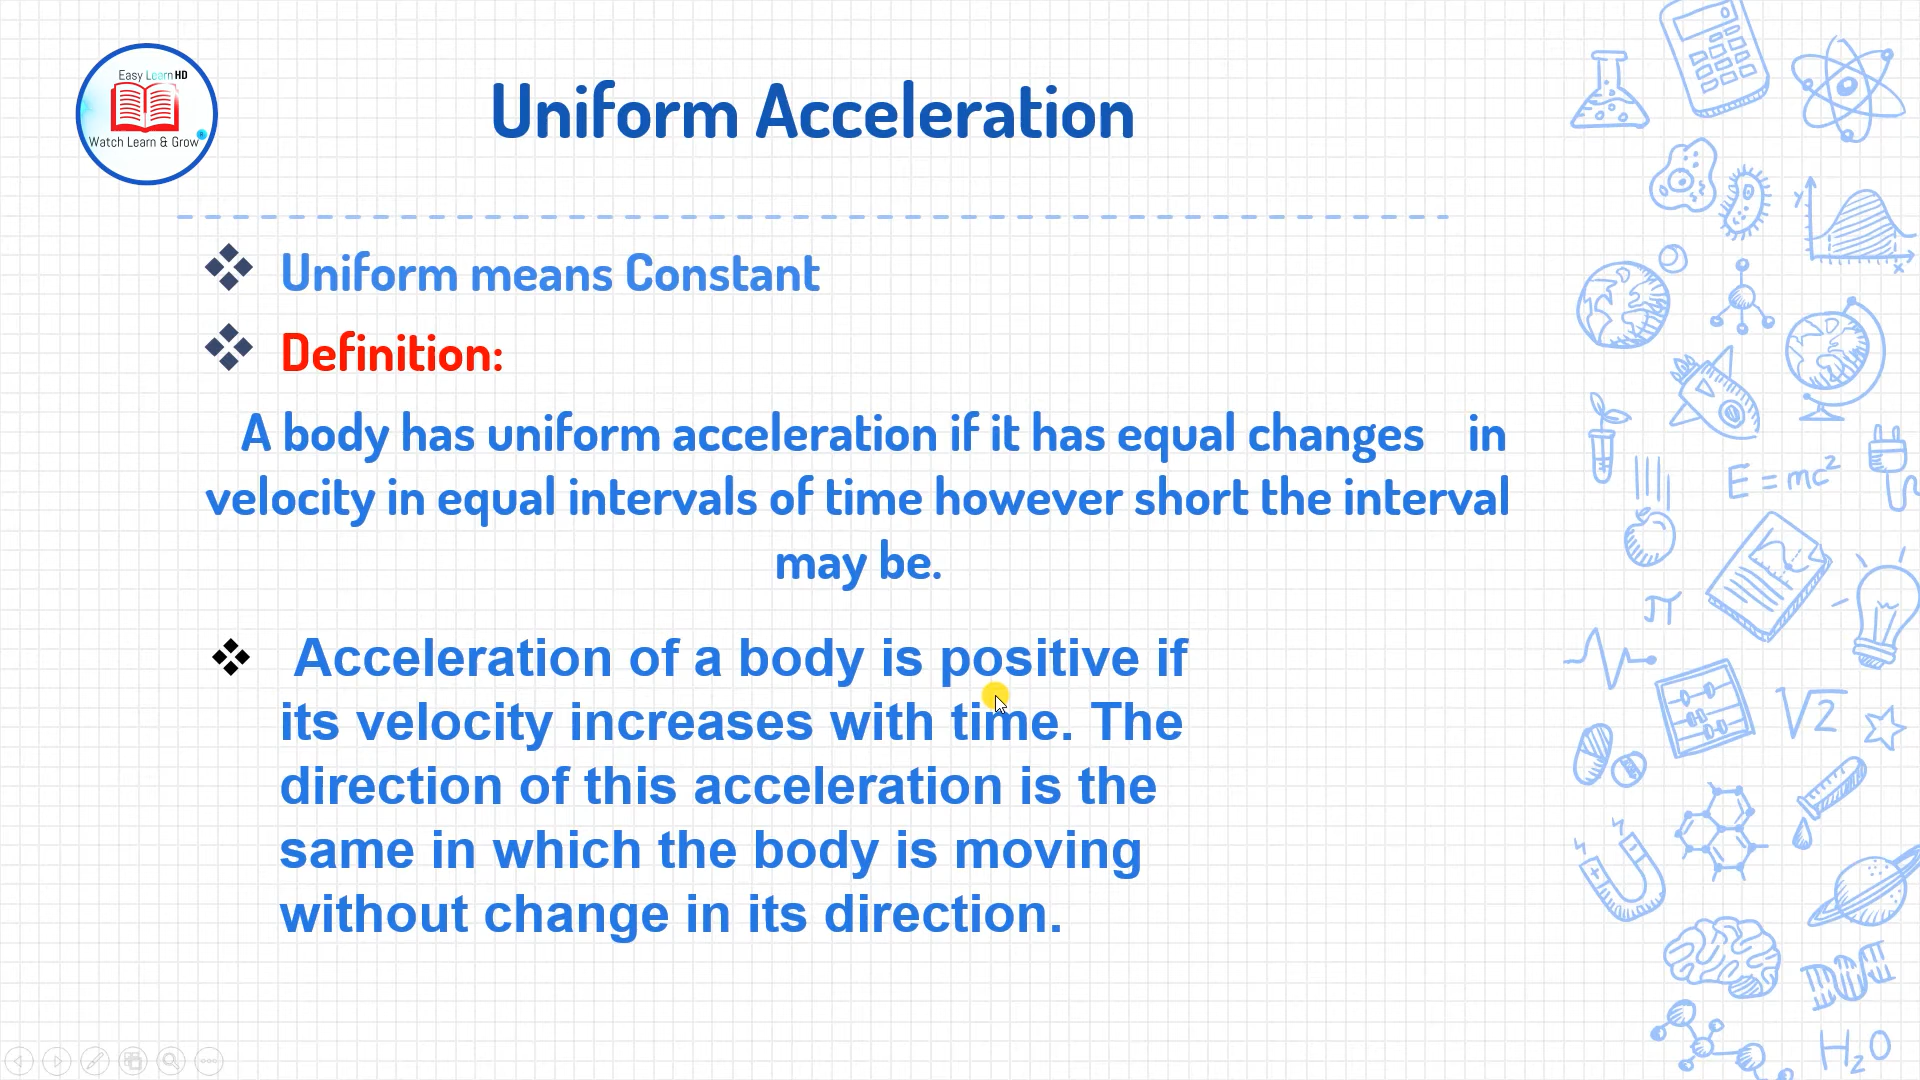 Easy Learn HD
Watch Learn & Grow
Uniform Acceleration
Uniform means Constant
Definition:
A body has uniform acceleration if it has equal changes in
velocity in equal intervals of time however short the interval
may be.
Acceleration of a body is positive if
its velocity increases with time. The
direction of this acceleration is the
same in which the body is moving
without change in its direction.
y
x
E = mc²
π
√2
H₂O